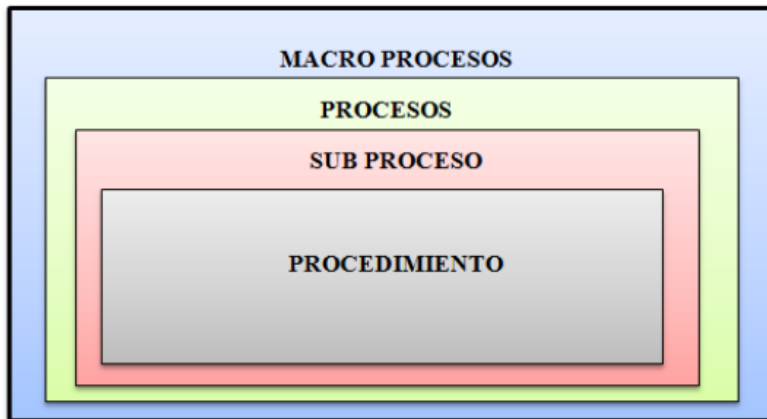 MACRO PROCESOS
PROCESOS
SUB PROCESO
PROCEDIMIENTO